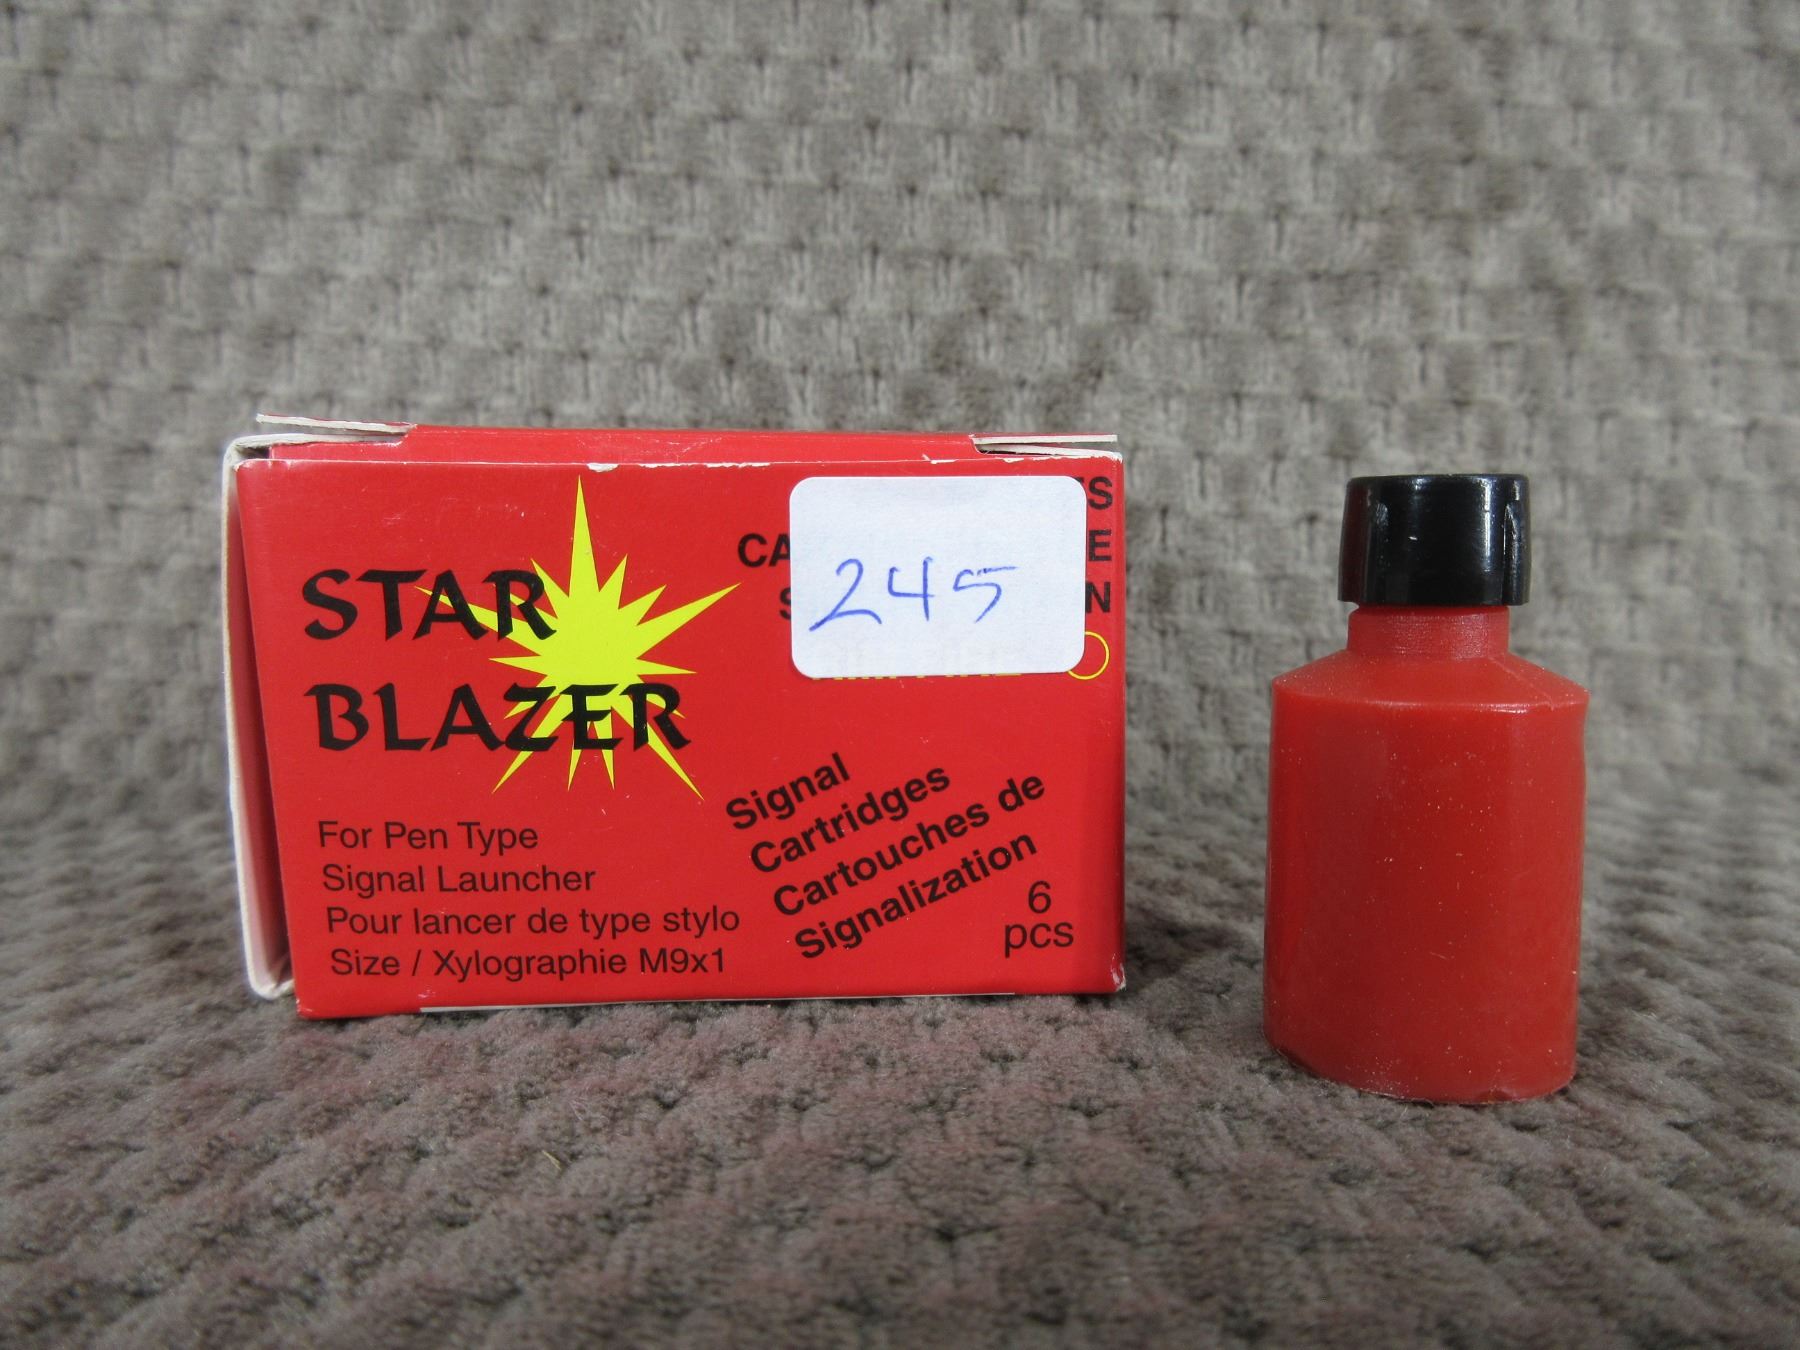 STAR
BLAZER
245
For Pen Type
Signal Launcher
Pour lancer de type stylo
Size / Xylographie M9x1
Signal
Cartridges
Cartouches de
Signalization
6
pcs